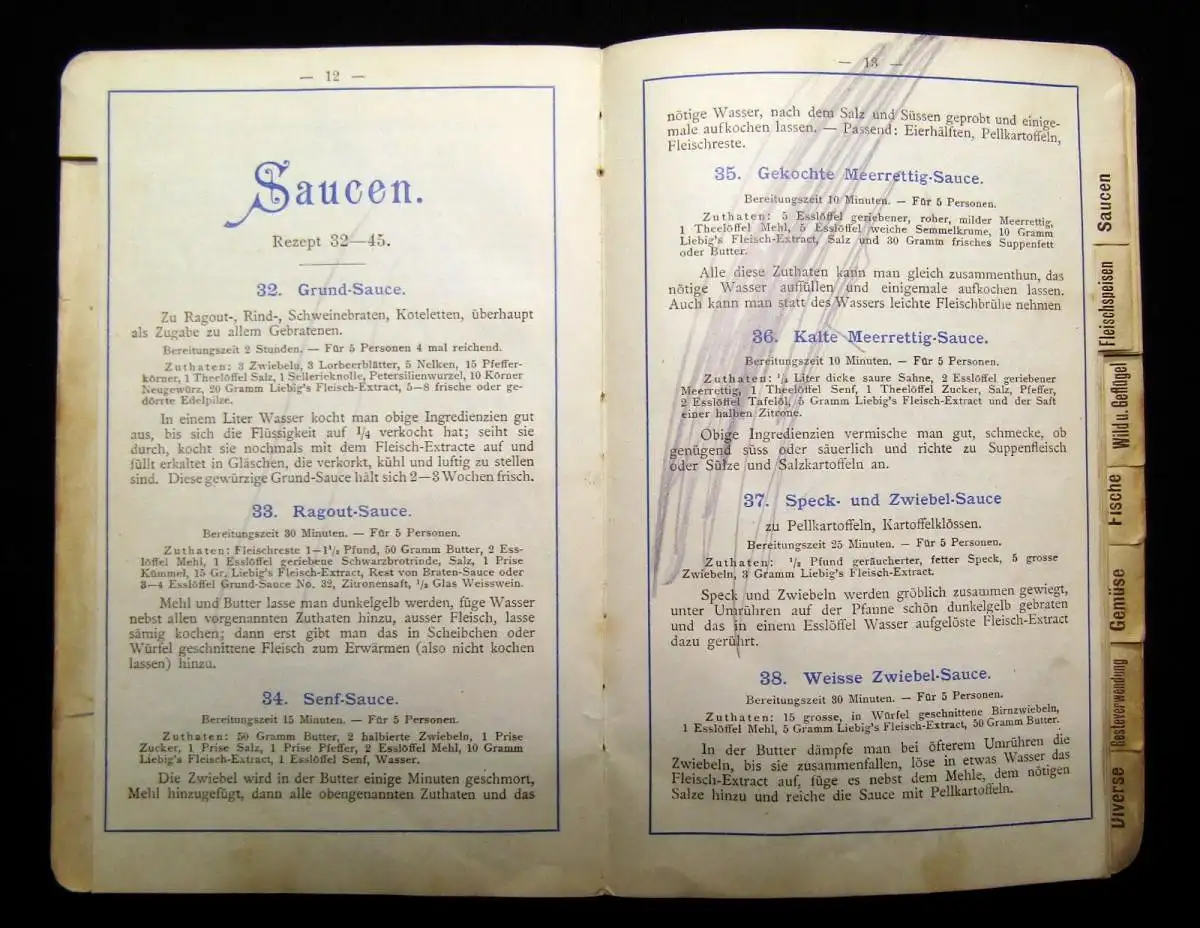 — 12 —
Saucen.
Rezept 32—45.
32. Grund-Sauce.
Zu Ragout-, Rind-, Schweinebraten, Koteletten, überhaupt
als Zugabe zu allem Gebratenen.
Bereitungszeit 2 Stunden. — Für 5 Personen 4 mal reichend.
Zuthaten: 3 Zwiebeln, 3 Lorbeerblätter, 5 Nelken, 15 Pfeffer-
körner, 1 Theelöffel Salz, 1 Sellerieknolle, Petersilienwurzel, 10 Körner
Neugewürz, 20 Gramm Liebig's Fleisch-Extract, 5—8 frische oder ge-
dörrte Edelpilze.
In einem Liter Wasser kocht man obige Ingredienzien gut
aus, bis sich die Flüssigkeit auf 1/4 verkocht hat; seiht sie
durch, kocht sie nochmals mit dem Fleisch-Extracte auf und
füllt erkaltet in Gläschen, die verkorkt, kühl und luftig zu stellen
sind. Diese gewürzige Grund-Sauce hält sich 2—3 Wochen frisch.
33. Ragout-Sauce.
Bereitungszeit 30 Minuten. — Für 5 Personen.
Zuthaten: Fleischreste 1—1½ Pfund, 50 Gramm Butter, 2 Ess-
löffel Mehl, 1 Esslöffel geriebene Schwarzbrotrinde, Salz, 1 Prise
Kümmel, 15 Gr. Liebig's Fleisch-Extract, Rest von Braten-Sauce oder
3—4 Esslöffel Grund-Sauce No. 32, Zitronensaft, ½ Glas Weisswein.
Mehl und Butter lasse man dunkelgelb werden, füge Wasser
nebst allen vorgenannten Zuthaten hinzu, ausser Fleisch, lasse
sämig kochen; dann erst gibt man das in Scheibchen oder
Würfel geschnittene Fleisch zum Erwärmen (also nicht kochen
lassen) hinzu.
34. Senf-Sauce.
Bereitungszeit 15 Minuten. — Für 5 Personen.
Zuthaten: 50 Gramm Butter, 2 halbierte Zwiebeln, 1 Prise
Zucker, 1 Prise Salz, 1 Prise Pfeffer, 2 Esslöffel Mehl, 10 Gramm
Liebig's Fleisch-Extract, 1 Esslöffel Senf, Wasser.
Die Zwiebel wird in der Butter einige Minuten geschmort,
Mehl hinzugefügt, dann alle obengenannten Zuthaten und das
— 13 —
nötige Wasser, nach dem Salz und Süssen geprobt und einige-
male aufkochen lassen. — Passend: Eierhälften, Pellkartoffeln,
Fleischreste.
35. Gekochte Meerrettig-Sauce.
Bereitungszeit 10 Minuten. — Für 5 Personen.
Zuthaten: 5 Esslöffel geriebener, roher, milder Meerrettig,
1 Theelöffel Mehl, 5 Esslöffel weiche Semmelkrume, 10 Gramm
Liebig's Fleisch-Extract, Salz und 30 Gramm frisches Suppenfett
oder Butter.
Alle diese Zuthaten kann man gleich zusammenthun, das
nötige Wasser auffüllen und einigemale aufkochen lassen.
Auch kann man statt des Wassers leichte Fleischbrühe nehmen
36. Kalte Meerrettig-Sauce.
Bereitungszeit 10 Minuten. — Für 5 Personen.
Zuthaten: Liter dicke saure Sahne, 2 Esslöffel geriebener
Meerrettig, 1 Theelöffel Senf, 1 Theelöffel Zucker, Salz, Pfeffer,
2 Esslöffel Tafelöl, 5 Gramm Liebig's Fleisch-Extract und der Saft
einer halben Zitrone.
Obige Ingredienzien vermische man gut, schmecke, ob
genügend süss oder säuerlich und richte zu Suppenfleisch
oder Sülze und Salzkartoffeln an.
37. Speck- und Zwiebel-Sauce
zu Pellkartoffeln, Kartoffelklössen.
Bereitungszeit 25 Minuten. — Für 5 Personen.
Zuthaten: ½ Pfund geräucherter, fetter Speck, 5 grosse
Zwiebeln, 3 Gramm Liebig's Fleisch-Extract.
Speck und Zwiebeln werden gröblich zusammen gewiegt,
unter Umrühren auf der Pfanne schön dunkelgelb gebraten
und das in einem Esslöffel Wasser aufgelöste Fleisch-Extract
dazu gerührt.
38. Weisse Zwiebel-Sauce.
Bereitungszeit 30 Minuten. — Für 5 Personen.
Zuthaten: 15 grosse, in Würfel geschnittene Birnzwiebeln,
1 Esslöffel Mehl, 5 Gramm Liebig's Fleisch-Extract, 50 Gramm Butter.
In der Butter dämpfe man bei öfterem Umrühren die
Zwiebeln, bis sie zusammenfallen, löse in etwas Wasser das
Fleisch-Extract auf, füge es nebst dem Mehle, dem nötigen
Salze hinzu und reiche die Sauce mit Pellkartoffeln.
Saucen
Fleischspeisen
Wild u. Geflügel
Fische
Gemüse
Resteverwendung
Diverse